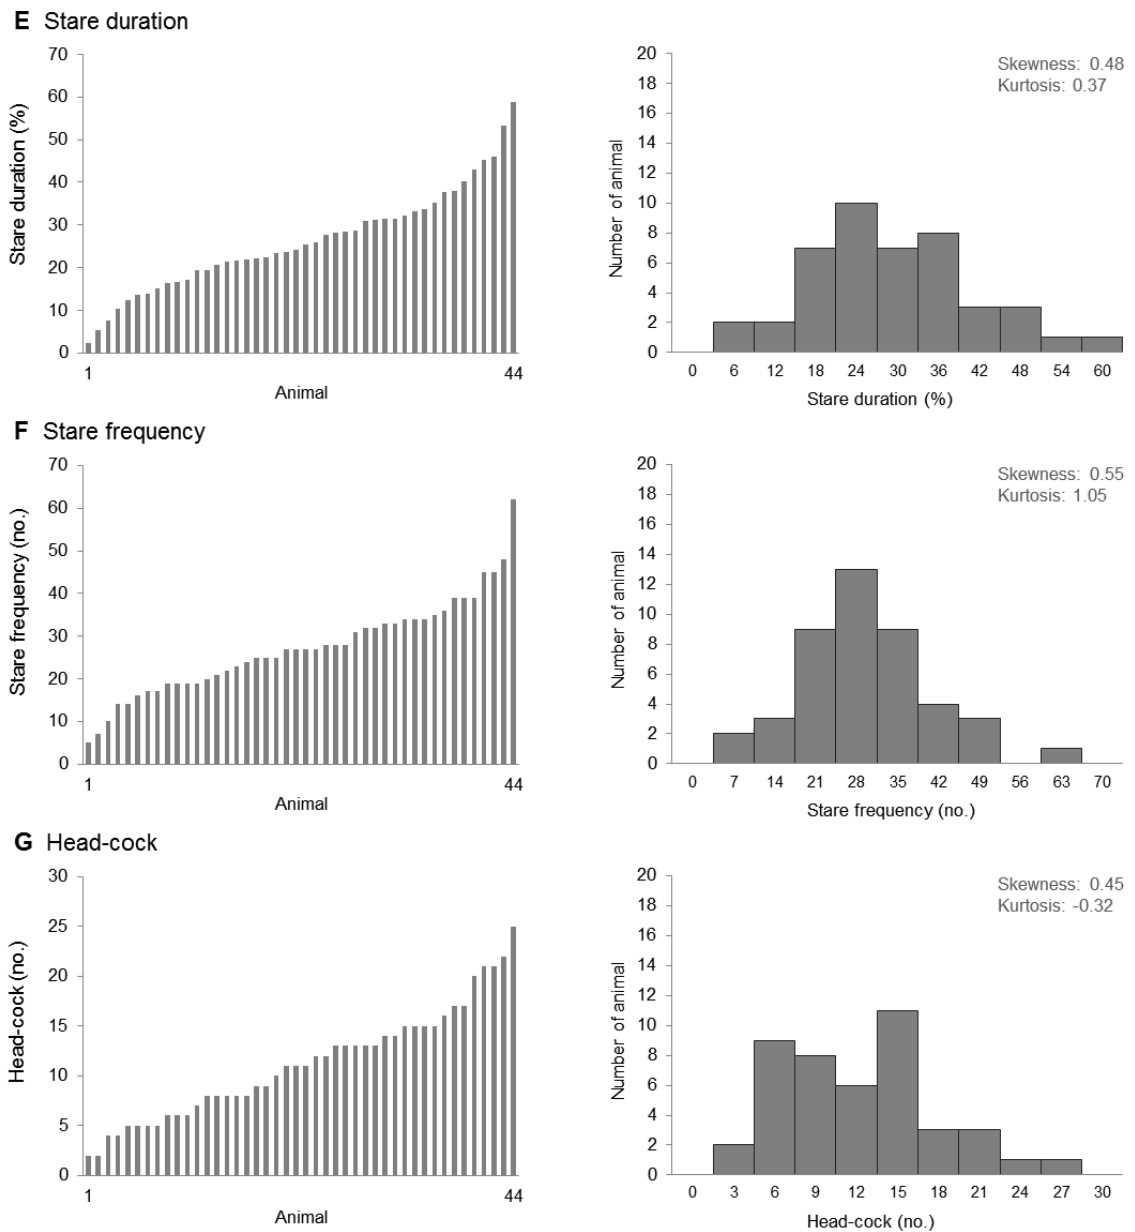 E Stare duration
Stare duration (%)
70
60
50
40
30
20
10
0
1 44
Animal
Number of animal
20
18
16
14
12
10
8
6
4
2
0
Skewness: 0.48
Kurtosis: 0.37
0 6 12 18 24 30 36 42 48 54 60
Stare duration (%)
F Stare frequency
Stare frequency (no.)
70
60
50
40
30
20
10
0
1 44
Animal
Number of animal
20
18
16
14
12
10
8
6
4
2
0
Skewness: 0.55
Kurtosis: 1.05
0 7 14 21 28 35 42 49 56 63 70
Stare frequency (no.)
G Head-cock
Head-cock (no.)
30
25
20
15
10
5
0
1 44
Animal
Number of animal
20
18
16
14
12
10
8
6
4
2
0
Skewness: 0.45
Kurtosis: -0.32
0 3 6 9 12 15 18 21 24 27 30
Head-cock (no.)